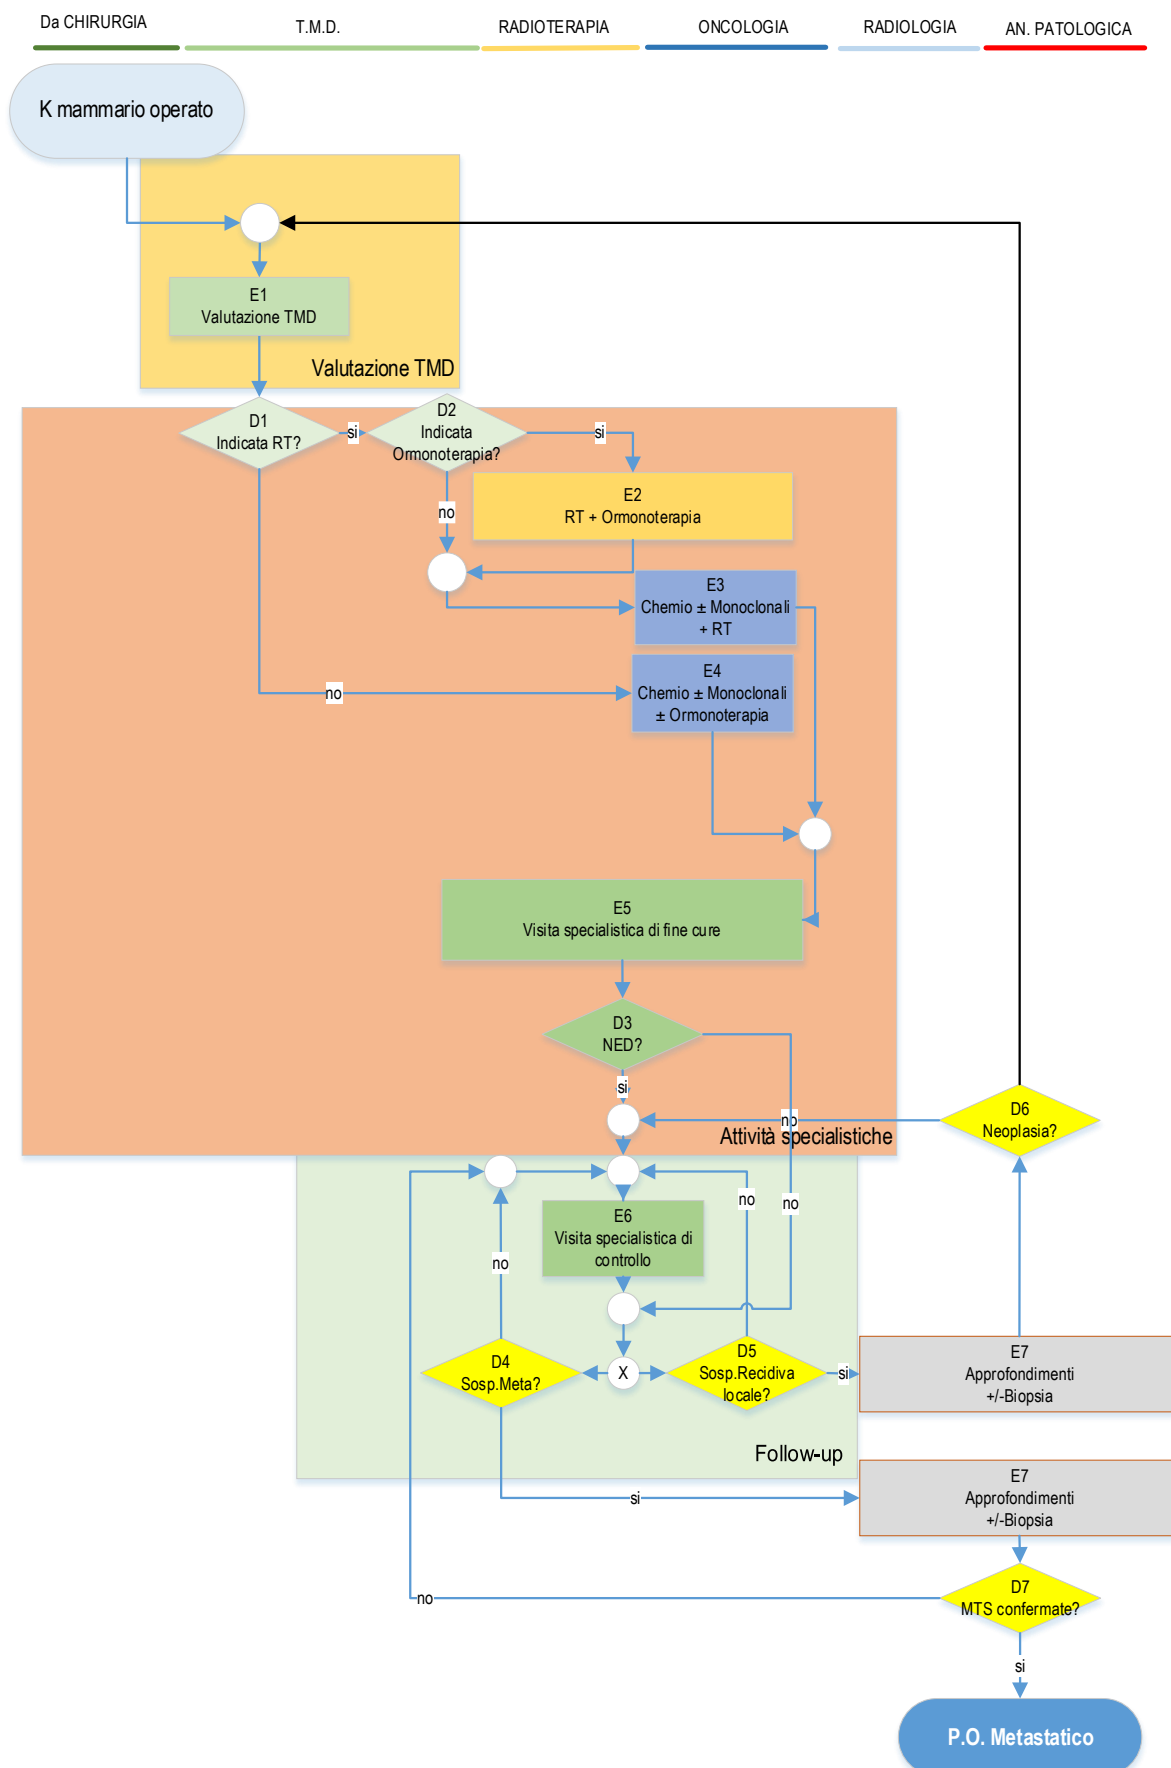 Da CHIRURGIA
T.M.D.
RADIOTERAPIA
ONCOLOGIA
RADIOLOGIA
AN. PATOLOGICA
K mammario operato
E1
Valutazione TMD
Valutazione TMD
D1
Indicata RT?
si
D2
Indicata
Ormonoterapia?
si
no
E2
RT + Ormonoterapia
E3
Chemio ± Monoclonali
+ RT
E4
Chemio ± Monoclonali
± Ormonoterapia
no
E5
Visita specialistica di fine cure
D3
NED?
si
no
D6
Neoplasia?
Attività specialistiche
no
no
E6
Visita specialistica di
controllo
no
D4
Sosp.Meta?
X
D5
Sosp.Recidiva
locale?
si
E7
Approfondimenti
+/-Biopsia
Follow-up
si
E7
Approfondimenti
+/-Biopsia
no
D7
MTS confermate?
si
P.O. Metastatico